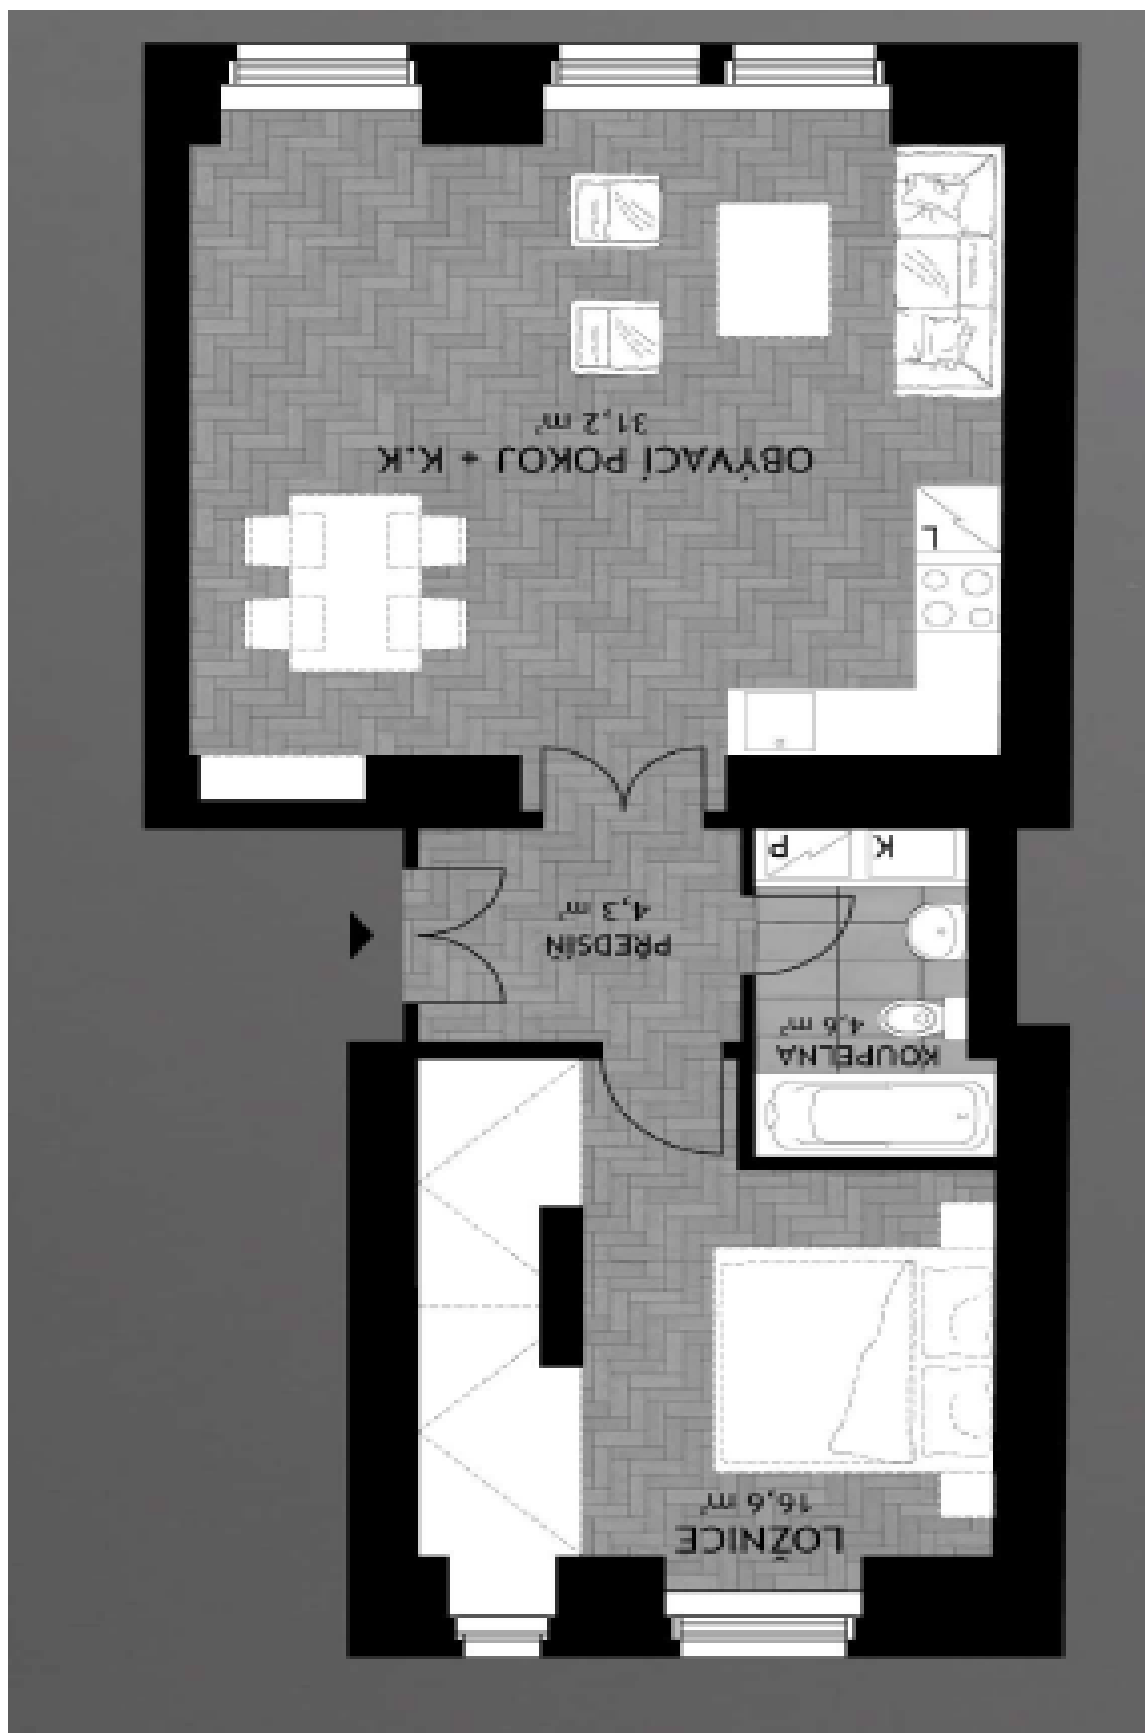 LOŽNICE
16,6 m²
KOUPELNA
4,6 m²
PŘEDSÍŇ
4,3 m²
K
P
L
OBÝVACÍ POKOJ + K.K
31,2 m²